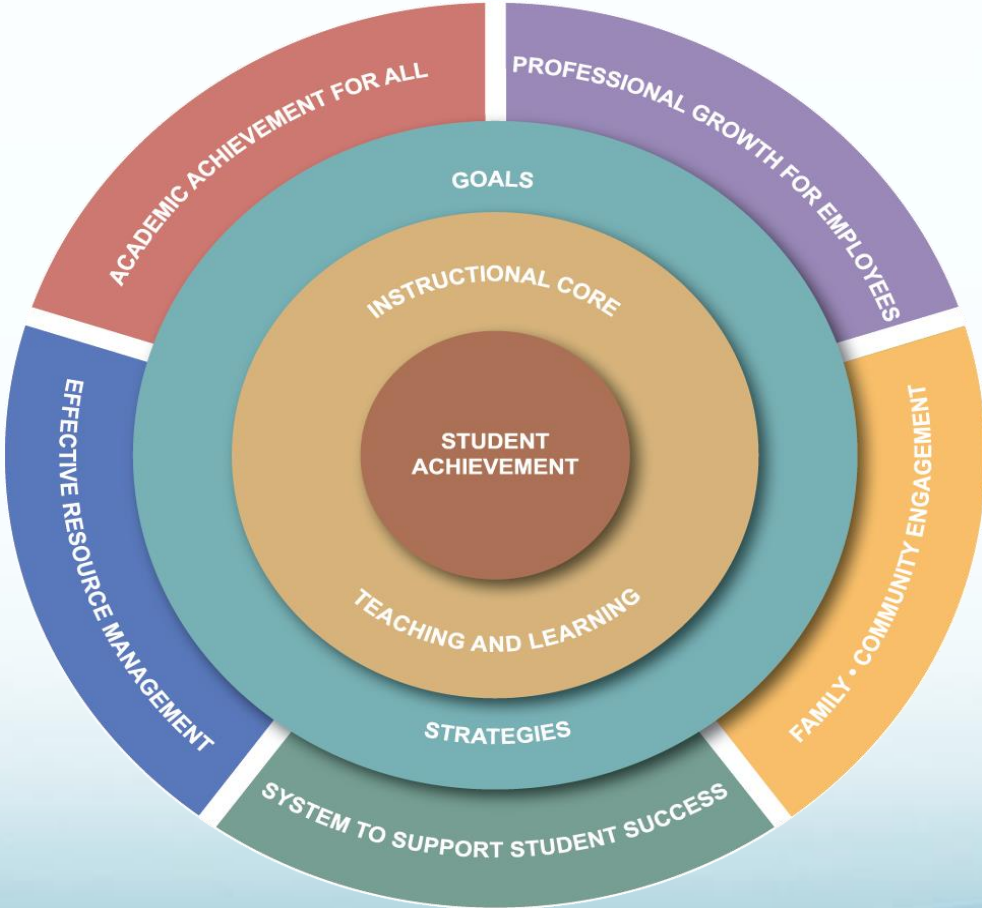 ACADEMIC ACHIEVEMENT FOR ALL
PROFESSIONAL GROWTH FOR EMPLOYEES
GOALS
INSTRUCTIONAL CORE
STUDENT
ACHIEVEMENT
TEACHING AND LEARNING
STRATEGIES
EFFECTIVE RESOURCE MANAGEMENT
FAMILY • COMMUNITY ENGAGEMENT
SYSTEM TO SUPPORT STUDENT SUCCESS